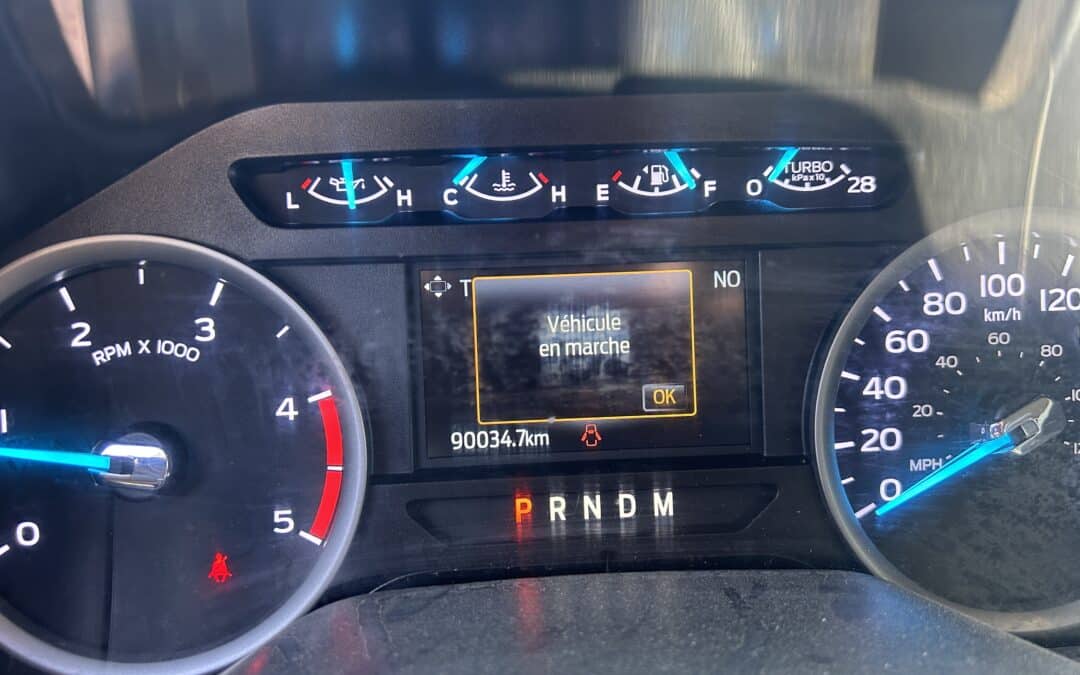 L H C H E F 0 TURBO 28
kPa x 10
T NO
Véhicule
en marche
OK
90034.7km
P R N D M
0 1 2 3 4 5
RPM X 1000
0 20 40 60 80 100 120
km/h
20 40 60 80
MPH